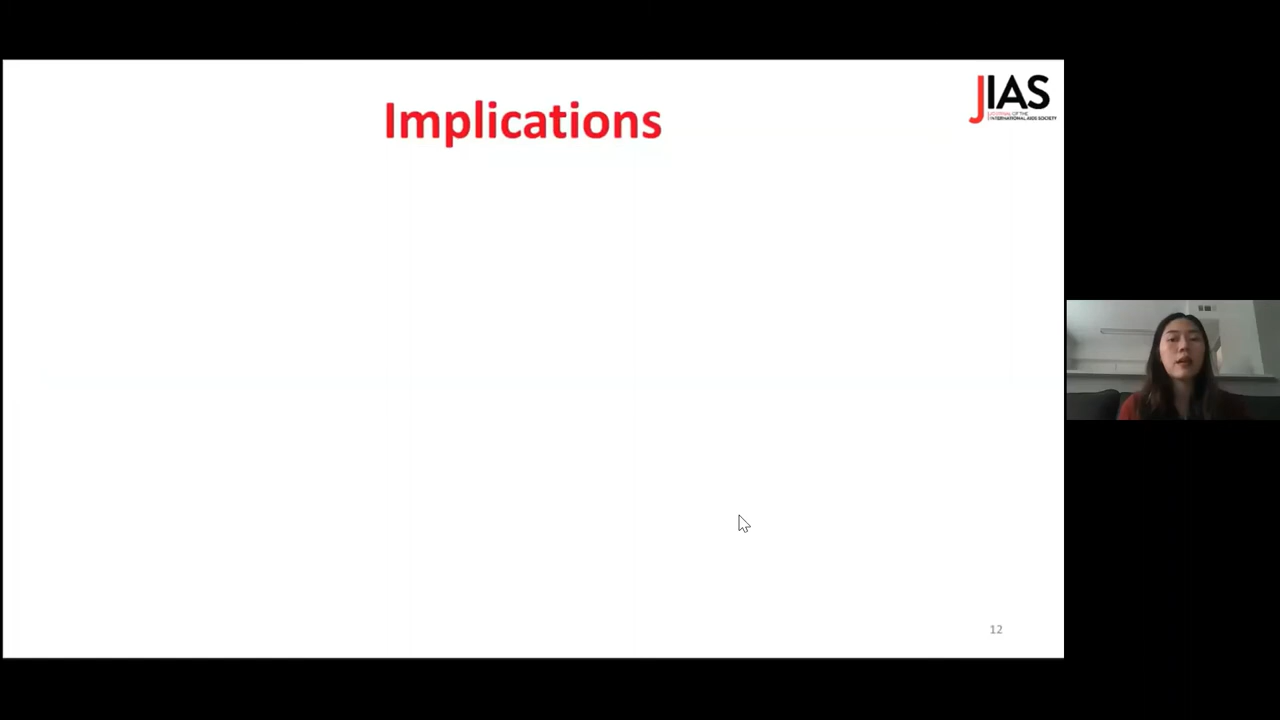 Implications
JIAS
JOURNAL OF THE
INTERNATIONAL AIDS SOCIETY
12